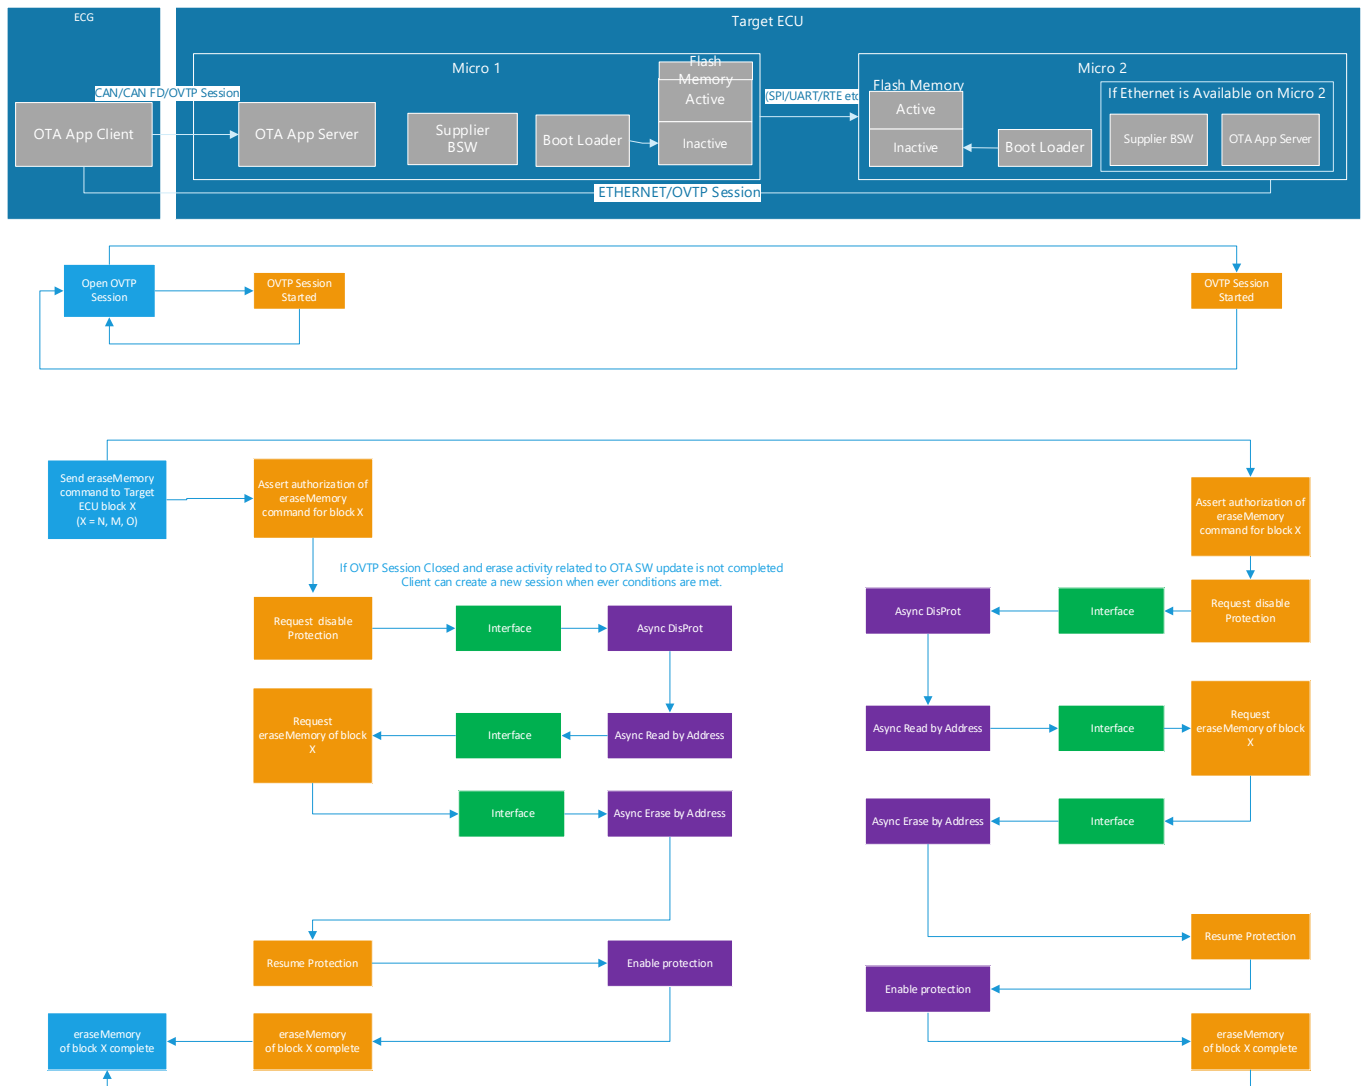 ECG
Target ECU
Micro 1
Flash
Memory
Active
Inactive
Micro 2
Flash Memory
Active
Inactive
If Ethernet is Available on Micro 2
CAN/CAN FD/OVTP Session
(SPI/UART/RTE etc
OTA App Client
OTA App Server
Supplier
BSW
Boot Loader
Boot Loader
Supplier BSW
OTA App Server
ETHERNET/OVTP Session
Open OVTP
Session
OVTP Session
Started
OVTP Session
Started
Send eraseMemory
command to Target
ECU block X
(X = N, M, O)
Assert authorization of
eraseMemory
command for block X
Assert authorization of
eraseMemory
command for block X
If OVTP Session Closed and erase activity related to OTA SW update is not completed
Client can create a new session when ever conditions are met.
Request disable
Protection
Interface
Async DisProt
Async DisProt
Interface
Request disable
Protection
Request
eraseMemory of block
X
Interface
Async Read by Address
Async Read by Address
Interface
Request
eraseMemory of block
X
Interface
Async Erase by Address
Async Erase by Address
Interface
Resume Protection
Enable protection
Resume Protection
Enable protection
eraseMemory
of block X complete
eraseMemory
of block X complete
eraseMemory
of block X complete